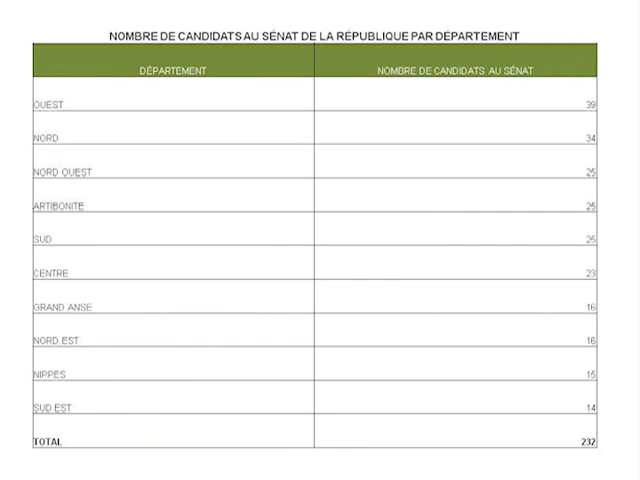 NOMBRE DE CANDIDATS AU SÉNAT DE LA RÉPUBLIQUE PAR DÉPARTEMENT
DÉPARTEMENT NOMBRE DE CANDIDATS AU SÉNAT
OUEST 39
NORD 34
NORD OUEST 25
ARTIBONITE 25
SUD 25
CENTRE 23
GRAND ANSE 16
NORD EST 16
NIPPES 15
SUD EST 14
TOTAL 232